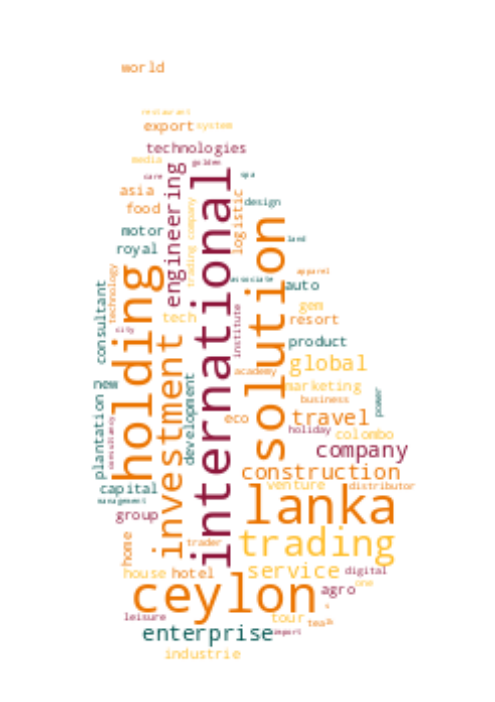 world
restaurant
export system
technologies
media
golden
care
spa
asia
engineering
international
food
trading company
logistic
design
motor
solution
royal
land
holding
consultant
technology
associate
apparel
auto
gem
tech
resort
city
institute
product
investment
global
academy
new
development
marketing
power
business
plantation
eco
travel
consultancy
holiday
colombo
company
construction
capital
venture
distributor
management
lanka
group
home
trader
trading
house
hotel
service
digital
ceylon
agro
one
leisure
tour
tea
enterprise
import
industrie